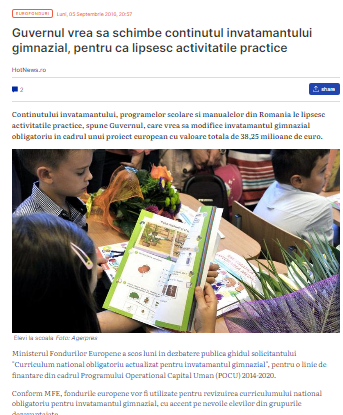 EUROFONDURI
Luni, 05 Septembrie 2016, 20:57
Guvernul vrea sa schimbe continutul invatamantului
gimnazial, pentru ca lipsesc activitatile practice
HotNews.ro
2
share
Continutului invatamantului, programelor scolare si manualelor din Romania le lipsesc
activitatile practice, spune Guvernul, care vrea sa modifice invatamantul gimnazial
obligatoriu in cadrul unui proiect european cu valoare totala de 38,25 milioane de euro.
Elevi la scoala Foto: Agerpres
Ministerul Fondurilor Europene a scos luni in dezbatere publica ghidul solicitantului
"Curriculum national obligatoriu actualizat pentru invatamantul gimnazial", pentru o linie de
finantare din cadrul Programului Operational Capital Uman (POCU) 2014-2020.
Conform MFE, fondurile europene vor fi utilizate pentru revizuirea curriculumului national
obligatoriu pentru invatamantul gimnazial, cu accent pe nevoile elevilor din grupurile
dezavantajate